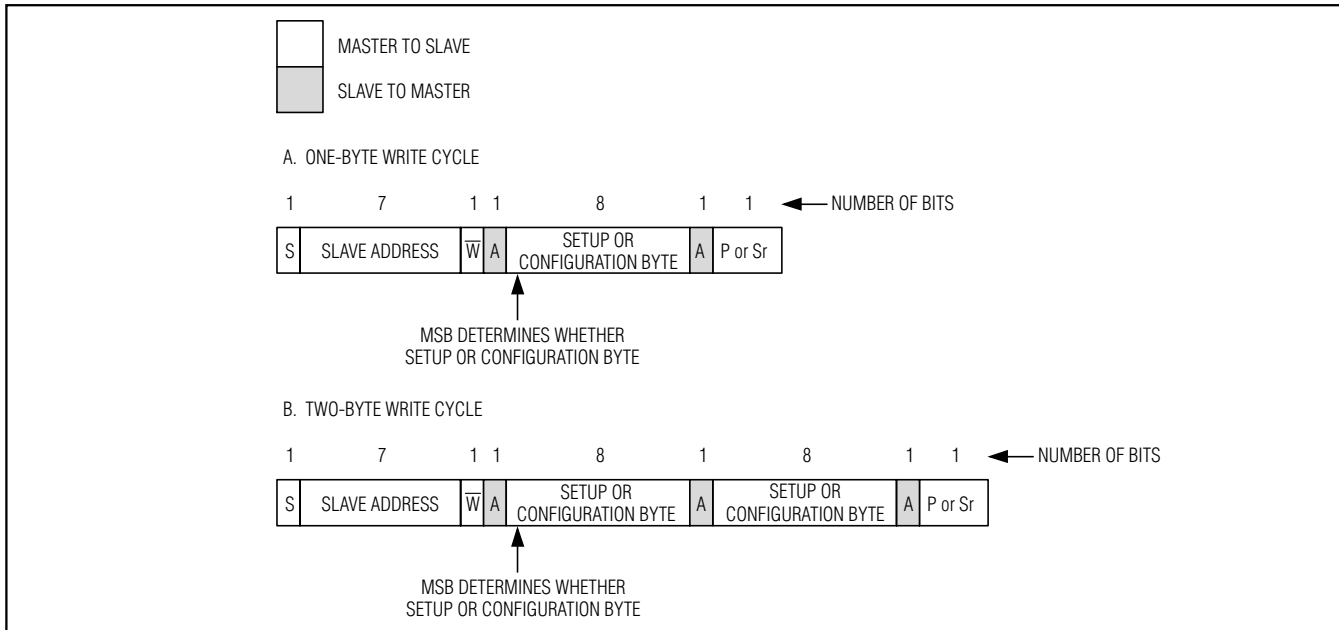 MASTER TO SLAVE
SLAVE TO MASTER
A. ONE-BYTE WRITE CYCLE
1 7 1 1 8 1 1 NUMBER OF BITS
S SLAVE ADDRESS W̅ A SETUP OR CONFIGURATION BYTE A P or Sr
MSB DETERMINES WHETHER
SETUP OR CONFIGURATION BYTE
B. TWO-BYTE WRITE CYCLE
1 7 1 1 8 1 8 1 1 NUMBER OF BITS
S SLAVE ADDRESS W̅ A SETUP OR CONFIGURATION BYTE A SETUP OR CONFIGURATION BYTE A P or Sr
MSB DETERMINES WHETHER
SETUP OR CONFIGURATION BYTE